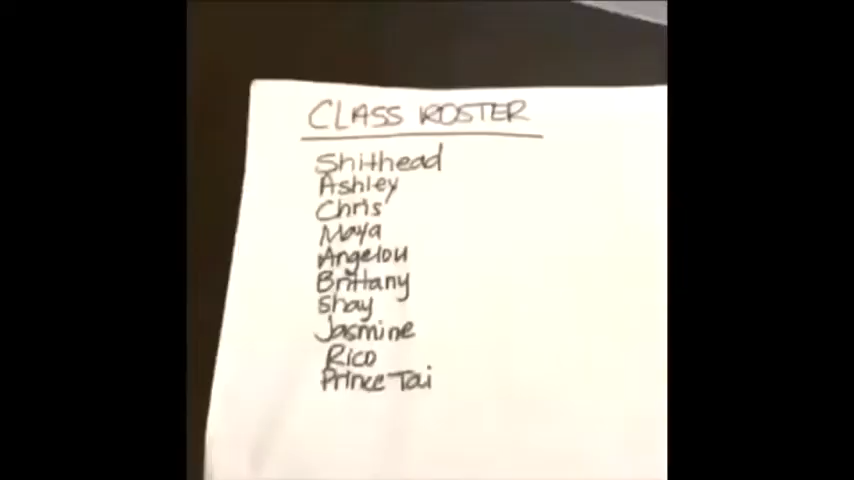 CLASS ROSTER
Shithead
Ashley
Chris
Maya
Angelou
Brittany
Shay
Jasmine
Rico
Prince Tai